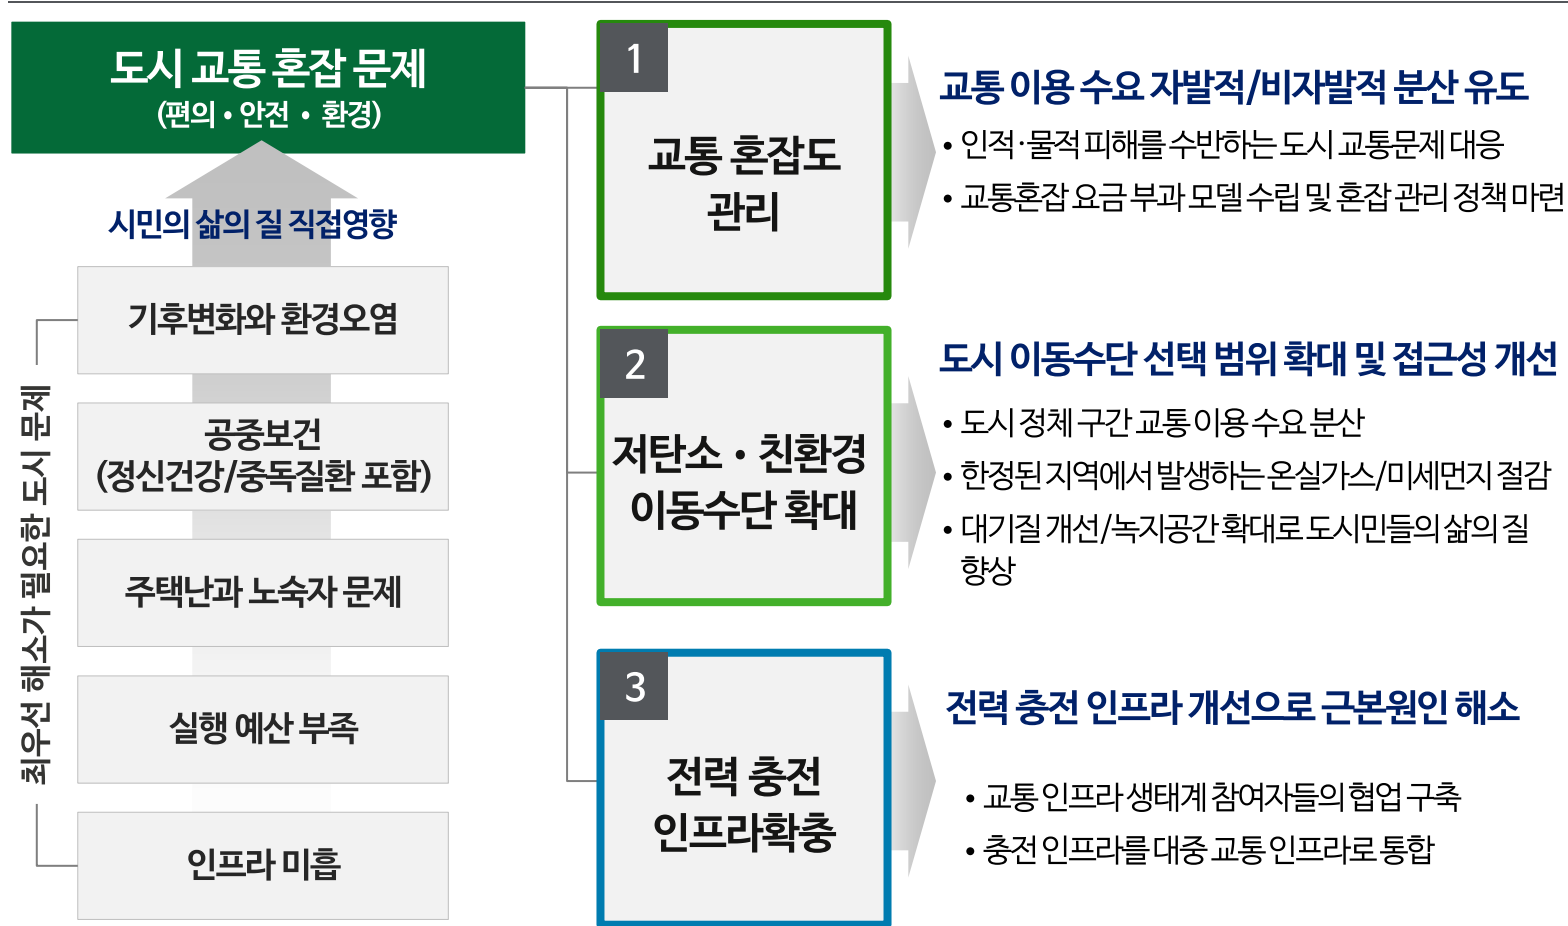 도시 교통 혼잡 문제
(편의 • 안전 • 환경)
시민의 삶의 질 직접영향
최우선 해소가 필요한 도시 문제
기후변화와 환경오염
공중보건
(정신건강/중독질환 포함)
주택난과 노숙자 문제
실행 예산 부족
인프라 미흡
1
교통 혼잡도
관리
교통 이용 수요 자발적/비자발적 분산 유도
• 인적·물적 피해를 수반하는 도시 교통문제 대응
• 교통혼잡 요금 부과 모델 수립 및 혼잡 관리 정책 마련
2
저탄소 • 친환경
이동수단 확대
도시 이동수단 선택 범위 확대 및 접근성 개선
• 도시 정체 구간 교통 이용 수요 분산
• 한정된 지역에서 발생하는 온실가스/미세먼지 절감
• 대기질 개선/녹지공간 확대로 도시민들의 삶의 질
향상
3
전력 충전
인프라확충
전력 충전 인프라 개선으로 근본원인 해소
• 교통 인프라 생태계 참여자들의 협업 구축
• 충전 인프라를 대중 교통 인프라로 통합